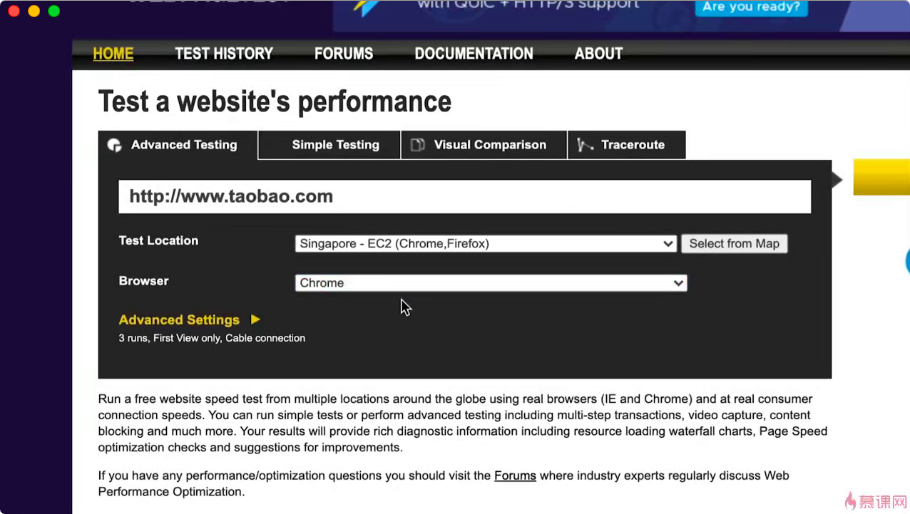 with QUIC + HTTP/3 support
Are you ready?
HOME TEST HISTORY FORUMS DOCUMENTATION ABOUT
Test a website's performance
Advanced Testing Simple Testing Visual Comparison Traceroute
http://www.taobao.com
Test Location Singapore - EC2 (Chrome,Firefox) Select from Map
Browser Chrome
Advanced Settings
3 runs, First View only, Cable connection
Run a free website speed test from multiple locations around the globe using real browsers (IE and Chrome) and at real consumer
connection speeds. You can run simple tests or perform advanced testing including multi-step transactions, video capture, content
blocking and much more. Your results will provide rich diagnostic information including resource loading waterfall charts, Page Speed
optimization checks and suggestions for improvements.
If you have any performance/optimization questions you should visit the Forums where industry experts regularly discuss Web
Performance Optimization.
慕课网